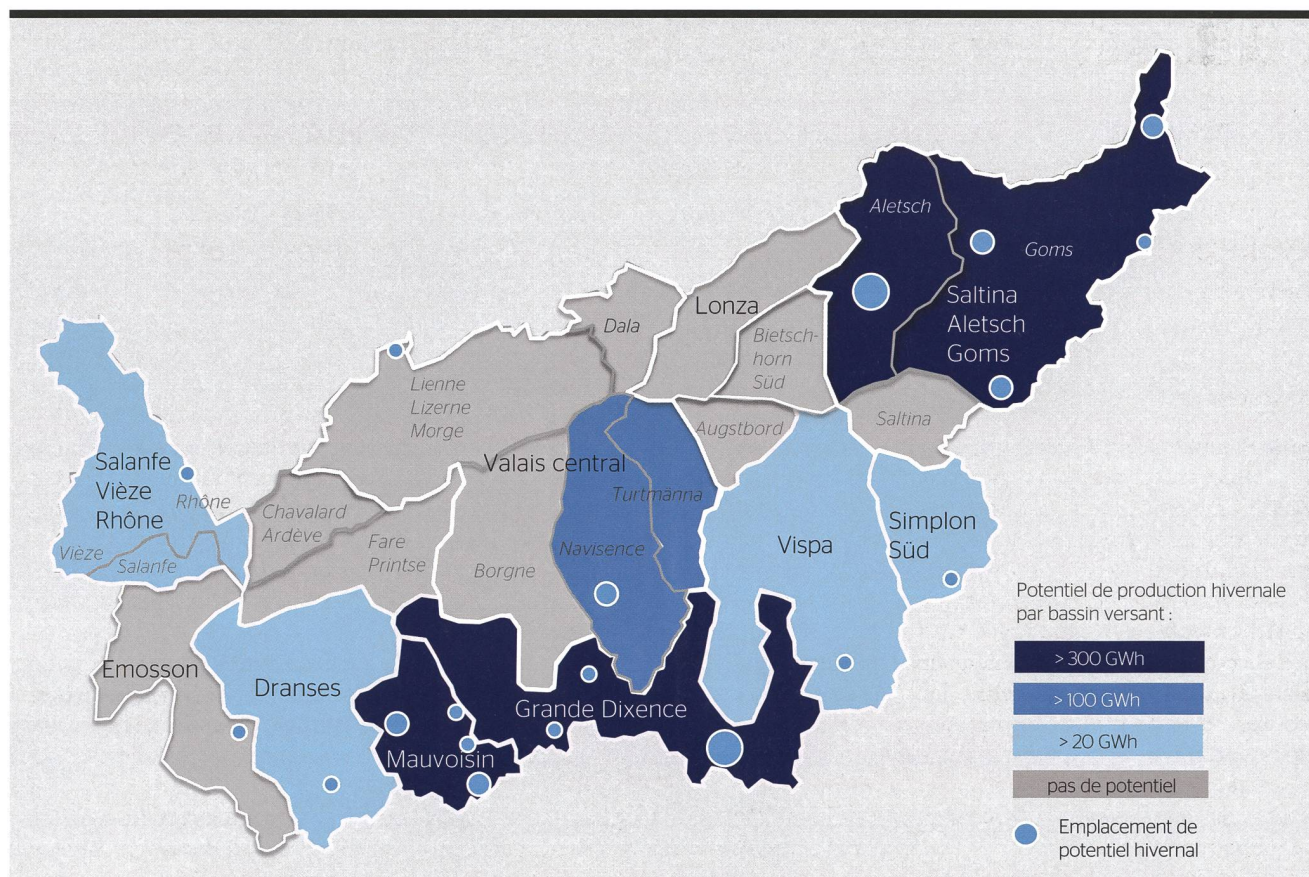 Aletsch
Goms
Saltina
Aletsch
Goms
Lonza
Dala
Bietsch-
horn
Süd
Lienne
Lizerne
Morge
Augstbord
Saltina
Salanfe
Vièze
Rhône
Rhône
Valais central
Turtmänna
Chavalard
Ardève
Vièze
Salanfe
Fare
Printse
Borgne
Navisence
Vispa
Simplon
Süd
Emosson
Dranses
Grande Dixence
Mauvoisin
Potentiel de production hivernale
par bassin versant :
> 300 GWh
> 100 GWh
> 20 GWh
pas de potentiel
Emplacement de
potentiel hivernal